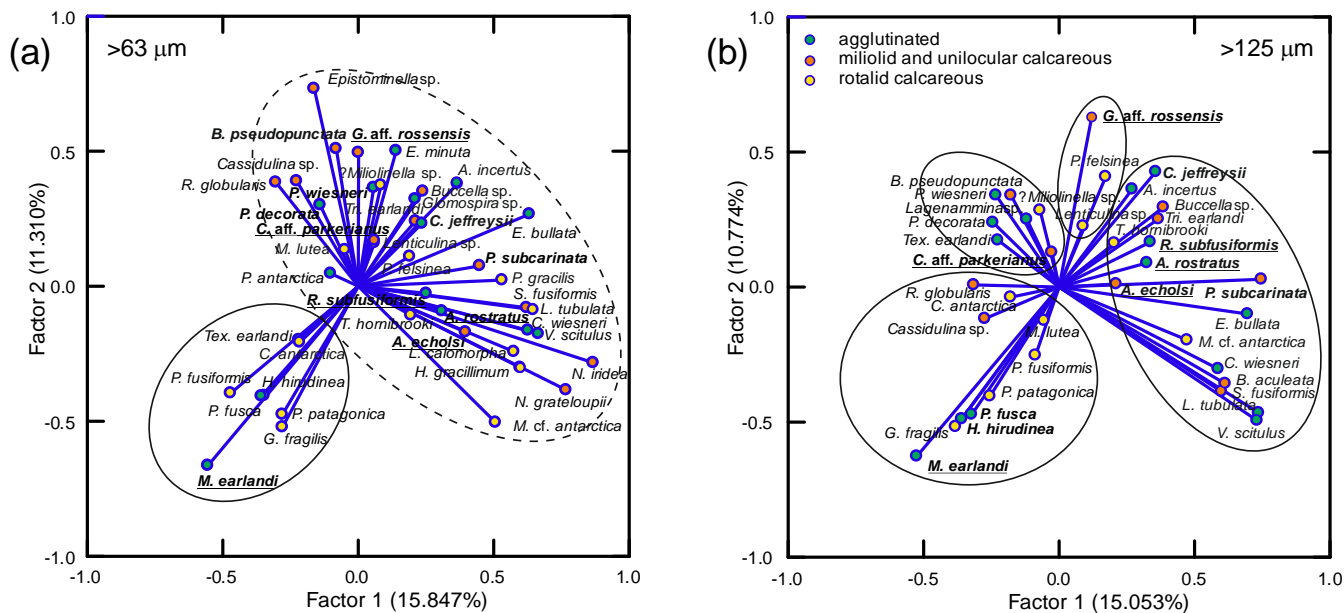 (a)
>63 μm
1.0
0.5
0.0
-0.5
-1.0
Factor 2 (11.310%)
Epistominella sp.
B. pseudopunctata
G. aff. rossensis
E. minuta
Cassidulina sp.
?Miliolinella sp.
A. incertus
R. globularis
P. wiesneri
Buccella sp.
Glomospira sp.
P. decorata
Tri. earlandi
C. jeffreysii
C. aff. parkerianus
E. bullata
M. lutea
Lenticulina sp.
P. subcarinata
P. antarctica
P. felsinea
P. gracilis
R. subfusiformis
S. fusiformis
A. rostratus
L. tubulata
T. hornibrooki
C. wiesneri
Tex. earlandi
A. echolsi
V. scitulus
C. antarctica
L. calomorpha
P. fusiformis
H. hirudinea
H. gracillimum
N. iridea
P. fusca
P. patagonica
N. grateloupii
G. fragilis
M. cf. antarctica
M. earlandi
-1.0 -0.5 0.0 0.5 1.0
Factor 1 (15.847%)
(b)
agglutinated
miliolid and unilocular calcareous
rotalid calcareous
>125 μm
1.0
0.5
0.0
-0.5
-1.0
Factor 2 (10.774%)
G. aff. rossensis
P. felsinea
B. pseudopunctata
C. jeffreysii
P. wiesneri
?Miliolinella sp.
A. incertus
Lagenammina sp.
Buccella sp.
P. decorata
Lenticulina sp.
Tri. earlandi
Tex. earlandi
T. hornibrooki
C. aff. parkerianus
R. subfusiformis
A. rostratus
R. globularis
A. echolsi
P. subcarinata
C. antarctica
E. bullata
Cassidulina sp.
M. lutea
M. cf. antarctica
P. fusiformis
C. wiesneri
P. patagonica
B. aculeata
S. fusiformis
P. fusca
L. tubulata
G. fragilis
H. hirudinea
V. scitulus
M. earlandi
-1.0 -0.5 0.0 0.5 1.0
Factor 1 (15.053%)